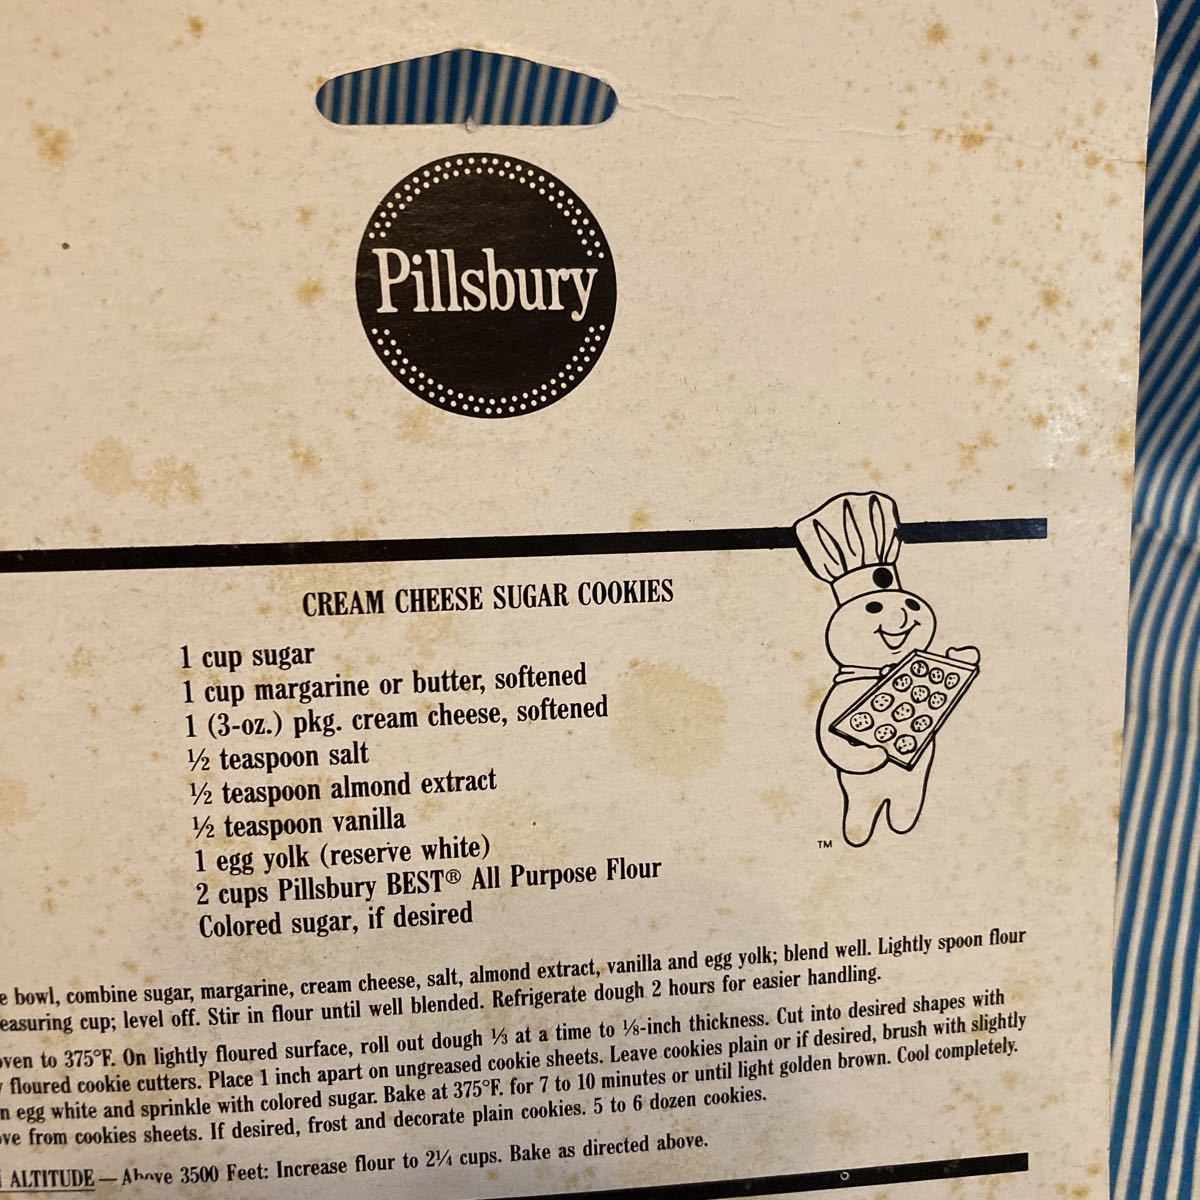 Pillsbury
CREAM CHEESE SUGAR COOKIES
1 cup sugar
1 cup margarine or butter, softened
1 (3-oz.) pkg. cream cheese, softened
½ teaspoon salt
½ teaspoon almond extract
½ teaspoon vanilla
1 egg yolk (reserve white)
2 cups Pillsbury BEST® All Purpose Flour
Colored sugar, if desired
TM
e bowl, combine sugar, margarine, cream cheese, salt, almond extract, vanilla and egg yolk; blend well. Lightly spoon flour
easuring cup; level off. Stir in flour until well blended. Refrigerate dough 2 hours for easier handling.
ven to 375°F. On lightly floured surface, roll out dough ⅓ at a time to ⅛-inch thickness. Cut into desired shapes with
floured cookie cutters. Place 1 inch apart on ungreased cookie sheets. Leave cookies plain or if desired, brush with slightly
n egg white and sprinkle with colored sugar. Bake at 375°F. for 7 to 10 minutes or until light golden brown. Cool completely.
ve from cookies sheets. If desired, frost and decorate plain cookies. 5 to 6 dozen cookies.
ALTITUDE — Above 3500 Feet: Increase flour to 2¼ cups. Bake as directed above.